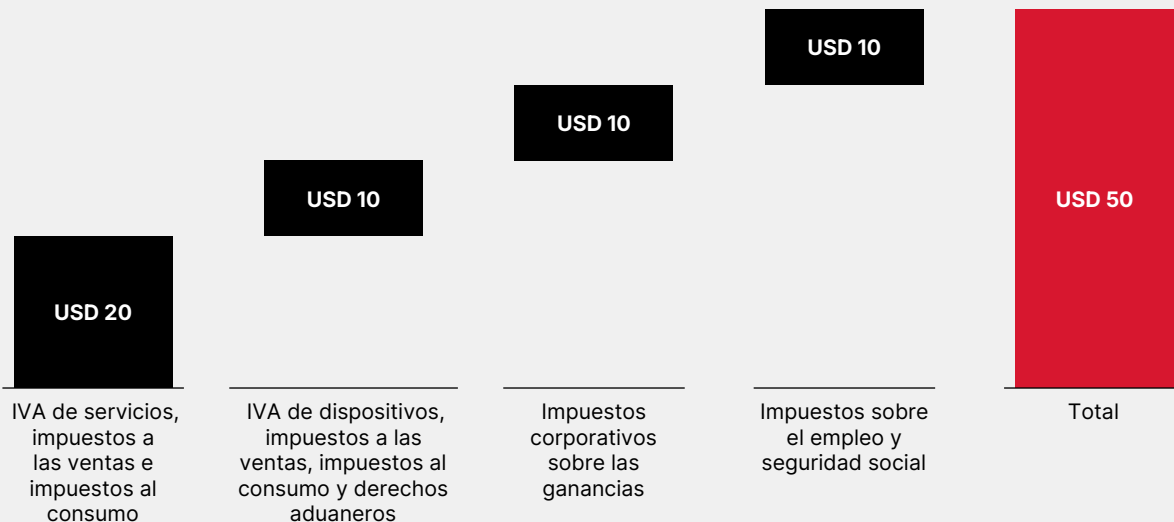 USD 10
USD 10
USD 10
USD 50
USD 20
IVA de servicios,
impuestos a
las ventas e
impuestos al
consumo
IVA de dispositivos,
impuestos a las
ventas, impuestos al
consumo y derechos
aduaneros
Impuestos
corporativos
sobre las
ganancias
Impuestos sobre
el empleo y
seguridad social
Total